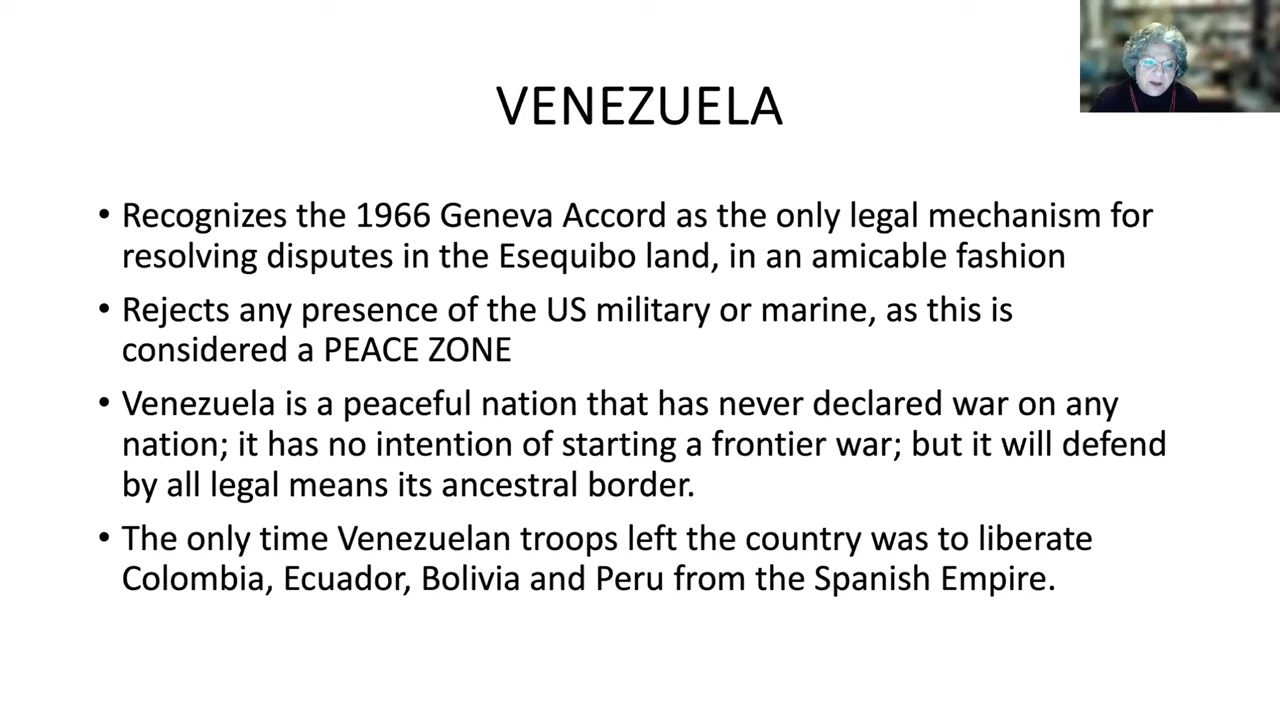 VENEZUELA
• Recognizes the 1966 Geneva Accord as the only legal mechanism for
resolving disputes in the Esequibo land, in an amicable fashion
• Rejects any presence of the US military or marine, as this is
considered a PEACE ZONE
• Venezuela is a peaceful nation that has never declared war on any
nation; it has no intention of starting a frontier war; but it will defend
by all legal means its ancestral border.
• The only time Venezuelan troops left the country was to liberate
Colombia, Ecuador, Bolivia and Peru from the Spanish Empire.